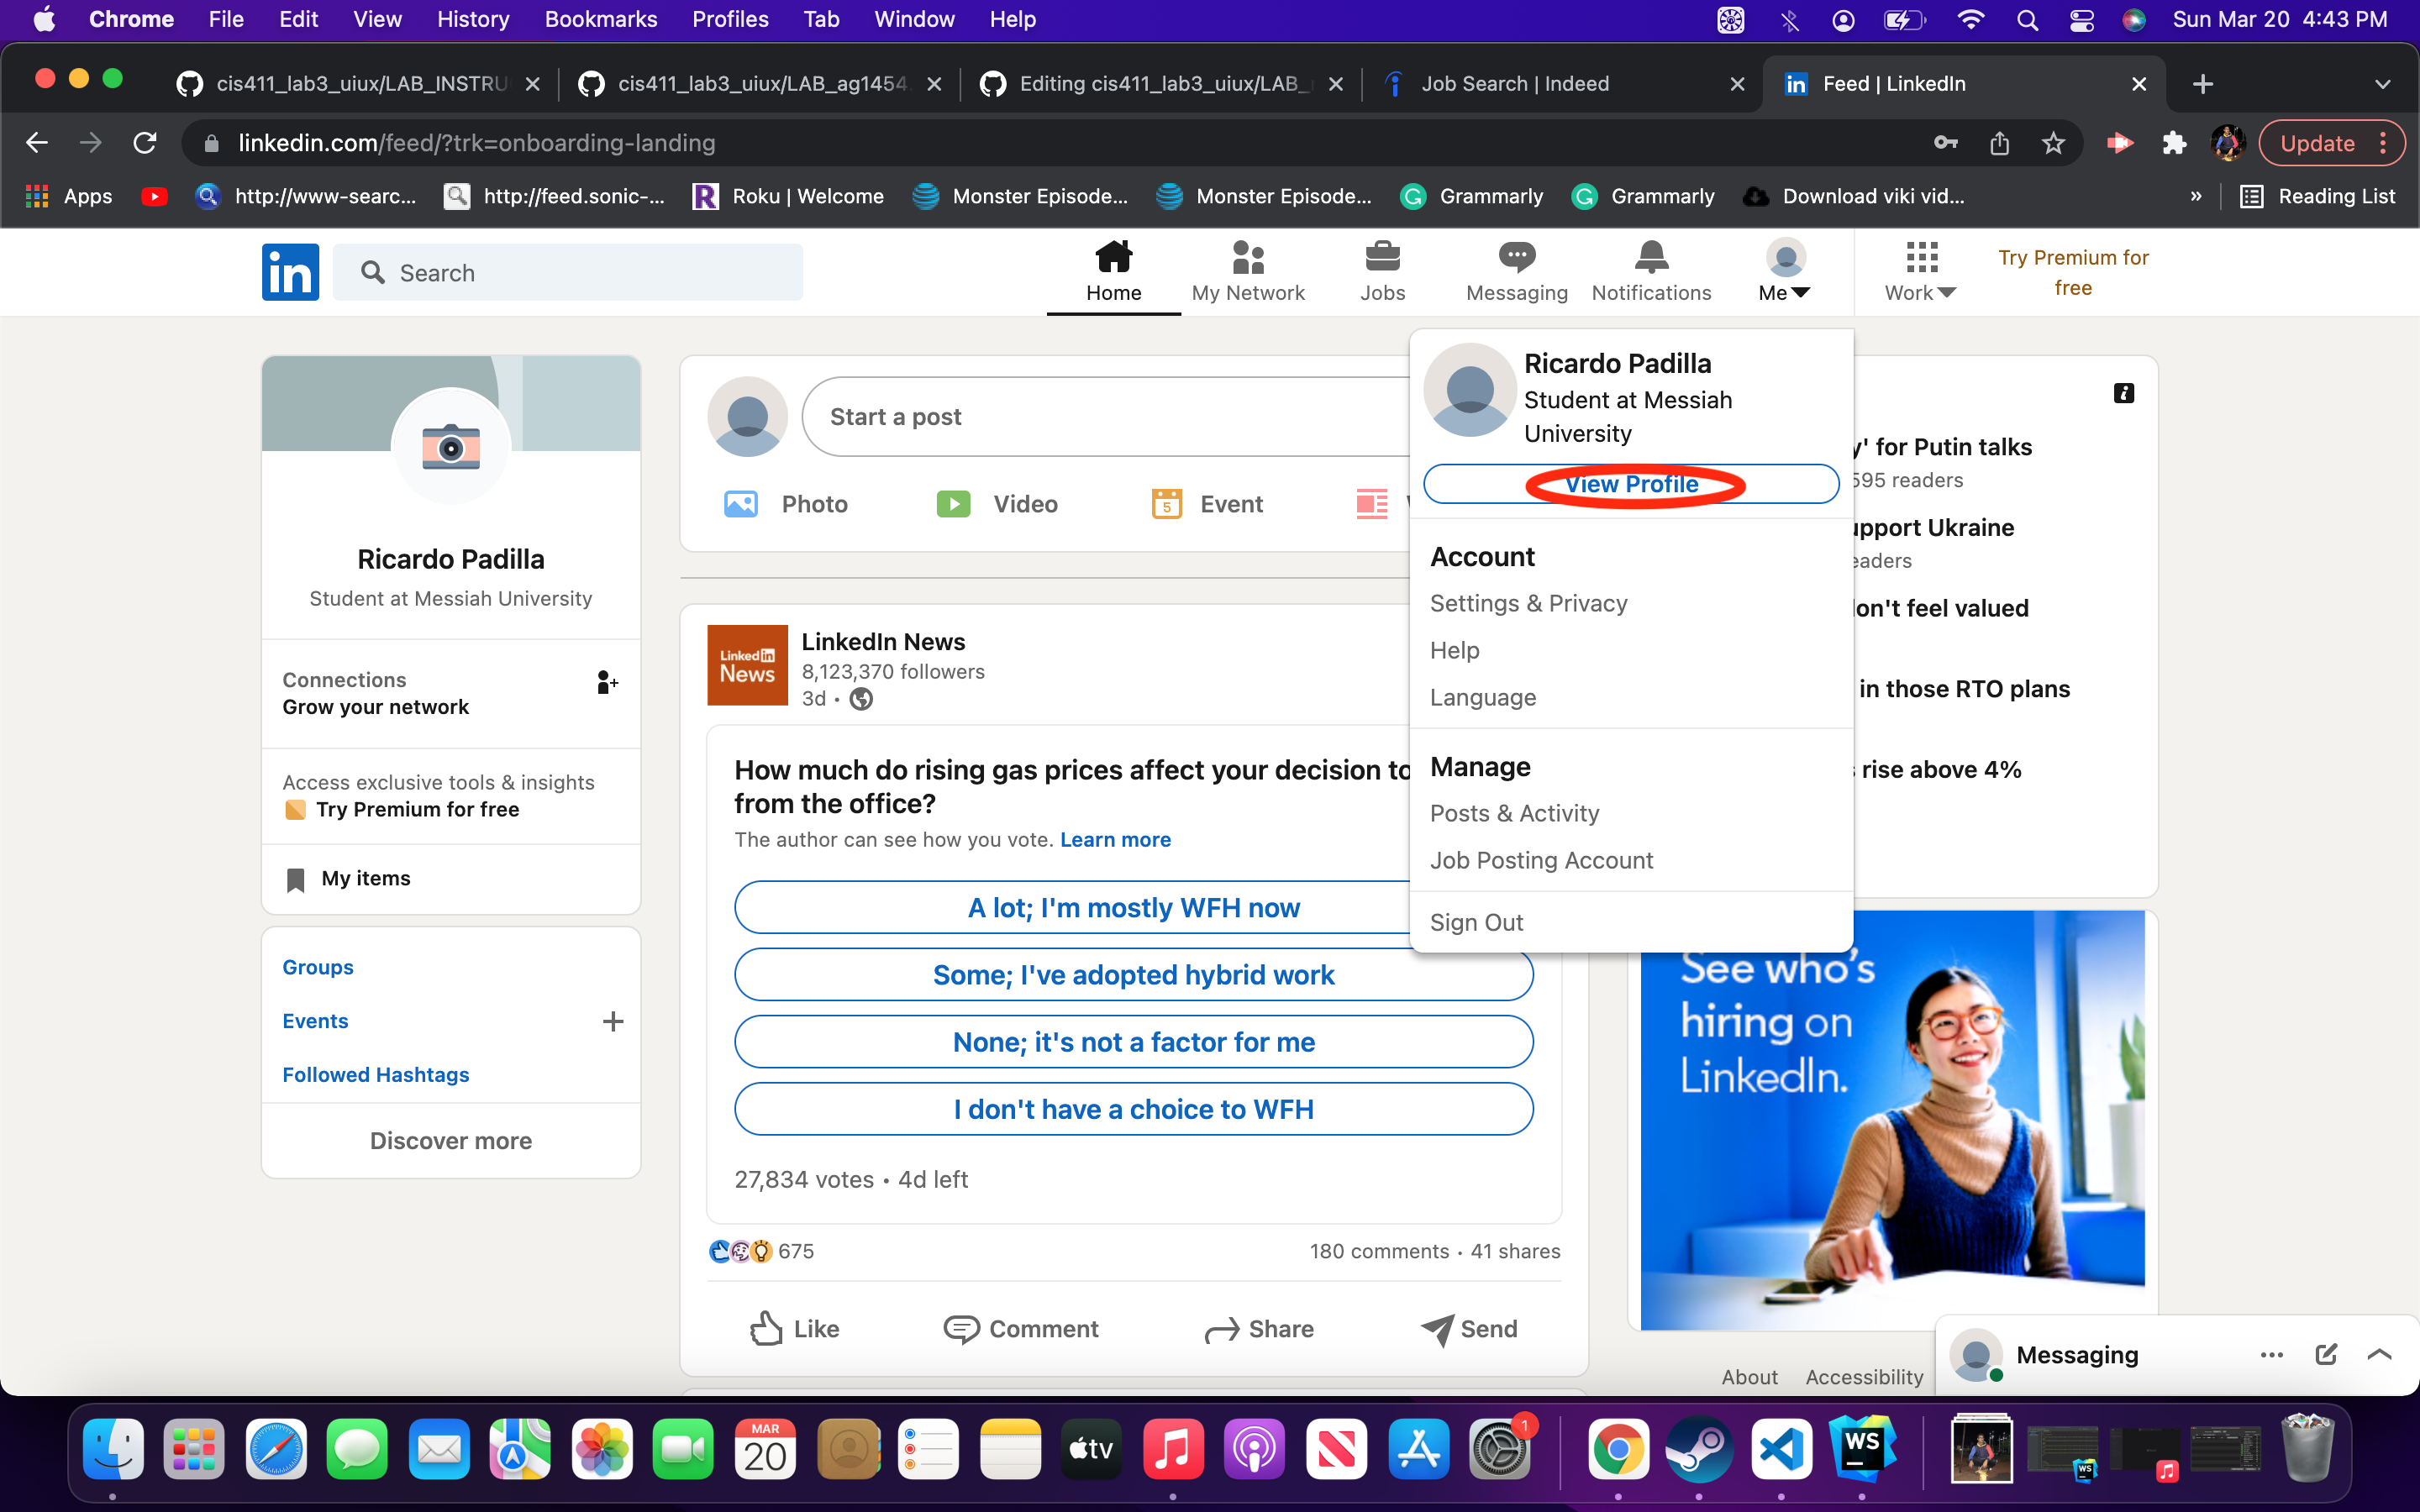 Chrome File Edit View History Bookmarks Profiles Tab Window Help
Sun Mar 20 4:43 PM
cis411_lab3_uiux/LAB_INSTRU
cis411_lab3_uiux/LAB_ag1454.
Editing cis411_lab3_uiux/LAB_
Job Search | Indeed
Feed | LinkedIn
linkedin.com/feed/?trk=onboarding-landing
Update
Apps
http://www-searc...
http://feed.sonic-...
Roku | Welcome
Monster Episode...
Monster Episode...
Grammarly
Grammarly
Download viki vid...
»
Reading List
in
Search
Home
My Network
Jobs
Messaging
Notifications
Me
Work
Try Premium for
free
Ricardo Padilla
Student at Messiah University
Connections
Grow your network
Access exclusive tools & insights
Try Premium for free
My items
Groups
Events
Followed Hashtags
Discover more
Start a post
Photo
Video
5
Event
LinkedIn
News
LinkedIn News
8,123,370 followers
3d •
How much do rising gas prices affect your decision to
from the office?
The author can see how you vote. Learn more
A lot; I'm mostly WFH now
Some; I've adopted hybrid work
None; it's not a factor for me
I don't have a choice to WFH
27,834 votes • 4d left
675
180 comments • 41 shares
Like
Comment
Share
Send
Ricardo Padilla
Student at Messiah
University
View Profile
Account
Settings & Privacy
Help
Language
Manage
Posts & Activity
Job Posting Account
Sign Out
y' for Putin talks
595 readers
upport Ukraine
eaders
on't feel valued
in those RTO plans
rise above 4%
See who's
hiring on
LinkedIn.
About Accessibility
Messaging
MAR
20
tv
1
WS
WS